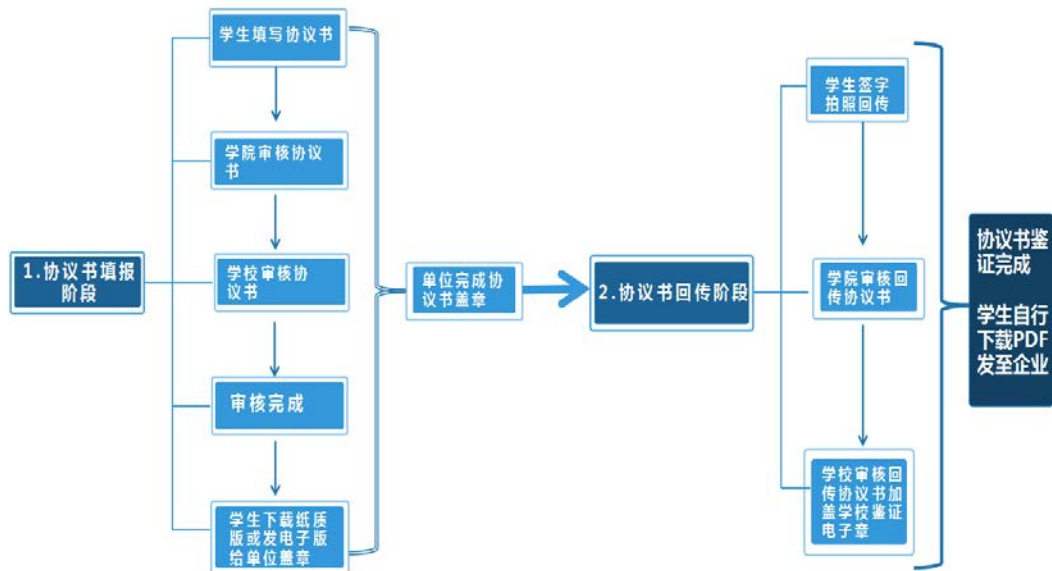 1.协议书填报
阶段
学生填写协议书
学院审核协议
书
学校审核协
议书
审核完成
学生下载纸质
版或发电子版
给单位盖章
单位完成协
议书盖章
2.协议书回传阶段
学生签字
拍照回传
学院审核回
传协议书
学校审核回
传协议书加
盖学校鉴证
电子章
协议书鉴
证完成
学生自行
下载PDF
发至企业